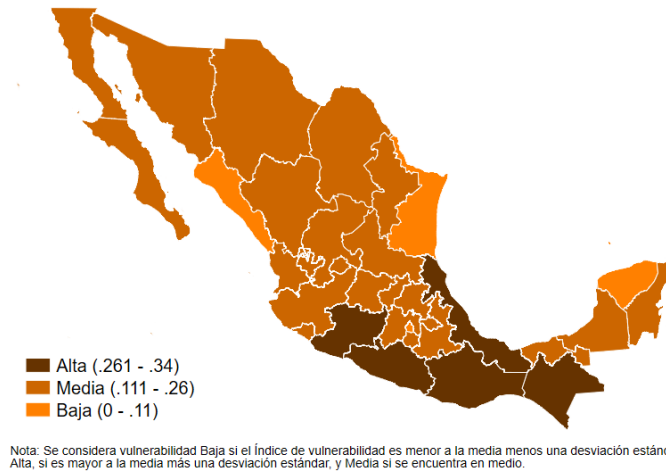 Alta (.261 - .34)
Media (.111 - .26)
Baja (0 - .11)
Nota: Se considera vulnerabilidad Baja si el Índice de vulnerabilidad es menor a la media menos una desviación están
Alta, si es mayor a la media más una desviación estándar, y Media si se encuentra en medio.